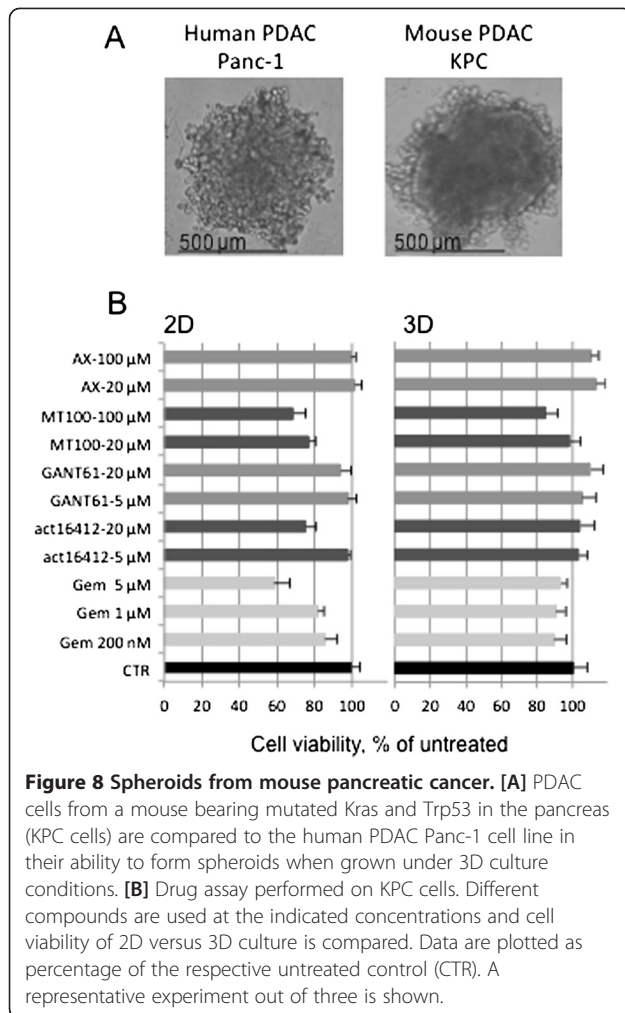 A
Human PDAC
Panc-1
Mouse PDAC
KPC
500 µm
500 µm
B
2D
3D
AX-100 µM
AX-20 µM
MT100-100 µM
MT100-20 µM
GANT61-20 µM
GANT61-5 µM
act16412-20 µM
act16412-5 µM
Gem 5 µM
Gem 1 µM
Gem 200 nM
CTR
0 20 40 60 80 100
0 20 40 60 80 100
Cell viability, % of untreated
Figure 8 Spheroids from mouse pancreatic cancer. [A] PDAC
cells from a mouse bearing mutated Kras and Trp53 in the pancreas
(KPC cells) are compared to the human PDAC Panc-1 cell line in
their ability to form spheroids when grown under 3D culture
conditions. [B] Drug assay performed on KPC cells. Different
compounds are used at the indicated concentrations and cell
viability of 2D versus 3D culture is compared. Data are plotted as
percentage of the respective untreated control (CTR). A
representative experiment out of three is shown.